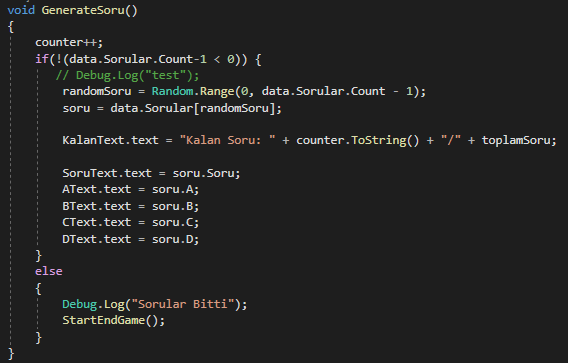 void GenerateSoru()
{
counter++;
if(!(data.Sorular.Count-1 < 0)) {
// Debug.Log("test");
randomSoru = Random.Range(0, data.Sorular.Count - 1);
soru = data.Sorular[randomSoru];
KalanText.text = "Kalan Soru: " + counter.ToString() + "/" + toplamSoru;
SoruText.text = soru.Soru;
AText.text = soru.A;
BText.text = soru.B;
CText.text = soru.C;
DText.text = soru.D;
}
else
{
Debug.Log("Sorular Bitti");
StartEndGame();
}
}